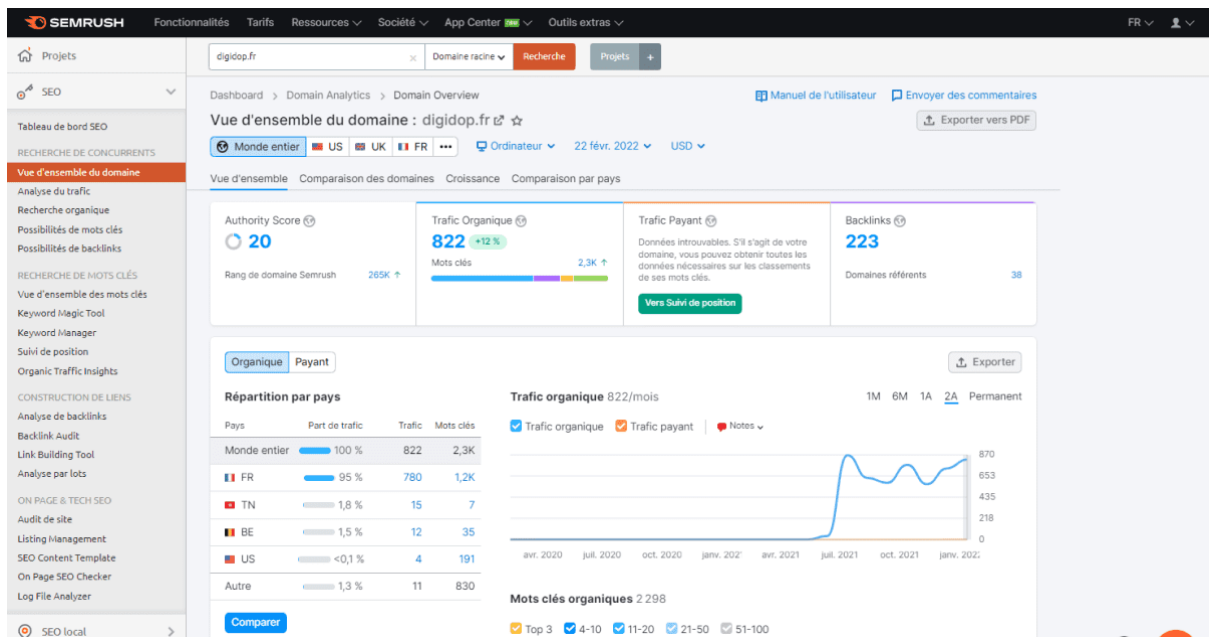 SEMRUSH Fonctionnalités Tarifs Ressources Société App Center new Outils extras FR
Projets
SEO
Tableau de bord SEO
RECHERCHE DE CONCURRENTS
Vue d'ensemble du domaine
Analyse du trafic
Recherche organique
Possibilités de mots clés
Possibilités de backlinks
RECHERCHE DE MOTS CLÉS
Vue d'ensemble des mots clés
Keyword Magic Tool
Keyword Manager
Suivi de position
Organic Traffic Insights
CONSTRUCTION DE LIENS
Analyse de backlinks
Backlink Audit
Link Building Tool
Analyse par lots
ON PAGE & TECH SEO
Audit de site
Listing Management
SEO Content Template
On Page SEO Checker
Log File Analyzer
SEO local
digidop.fr × Domaine racine Recherche Projets +
Dashboard > Domain Analytics > Domain Overview
Manuel de l'utilisateur Envoyer des commentaires
Vue d'ensemble du domaine : digidop.fr
Exporter vers PDF
Monde entier US UK FR ••• Ordinateur 22 févr. 2022 USD
Vue d'ensemble Comparaison des domaines Croissance Comparaison par pays
Authority Score
20
Rang de domaine Semrush 265K ↑
Trafic Organique
822 +12 %
Mots clés 2,3K ↑
Trafic Payant
Données introuvables. S'il s'agit de votre
domaine, vous pouvez obtenir toutes les
données nécessaires sur les classements
de ses mots clés.
Vers Suivi de position
Backlinks
223
Domaines référents 38
Organique Payant
Exporter
Répartition par pays
Pays Part de trafic Trafic Mots clés
Monde entier 100 % 822 2,3K
FR 95 % 780 1,2K
TN 1,8 % 15 7
BE 1,5 % 12 35
US <0,1 % 4 191
Autre 1,3 % 11 830
Comparer
Trafic organique 822/mois
1M 6M 1A 2A Permanent
Trafic organique Trafic payant Notes
870
653
435
218
0
avr. 2020 juil. 2020 oct. 2020 janv. 202 avr. 2021 juil. 2021 oct. 2021 janv. 202
Mots clés organiques 2 298
Top 3 4-10 11-20 21-50 51-100